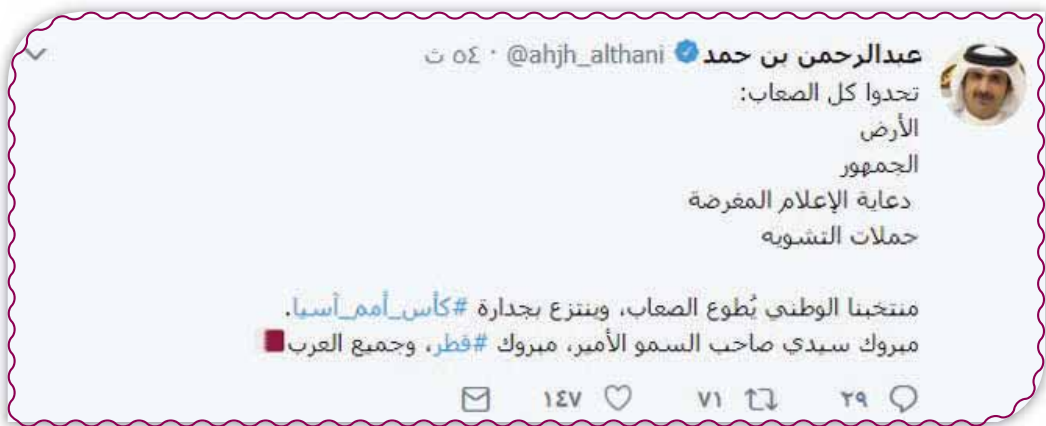 عبدالرحمن بن حمد @ahjh_althani · ٥٤ ث
تحدوا كل الصعاب:
الأرض
الجمهور
دعاية الإعلام المغرضة
حملات التشويه
منتخبنا الوطني يُطوع الصعاب، وينتزع بجدارة #كأس_أمم_آسيا.
مبروك سيدي صاحب السمو الأمير، مبروك #قطر، وجميع العرب
٢٩ ٧١ ١٤٧